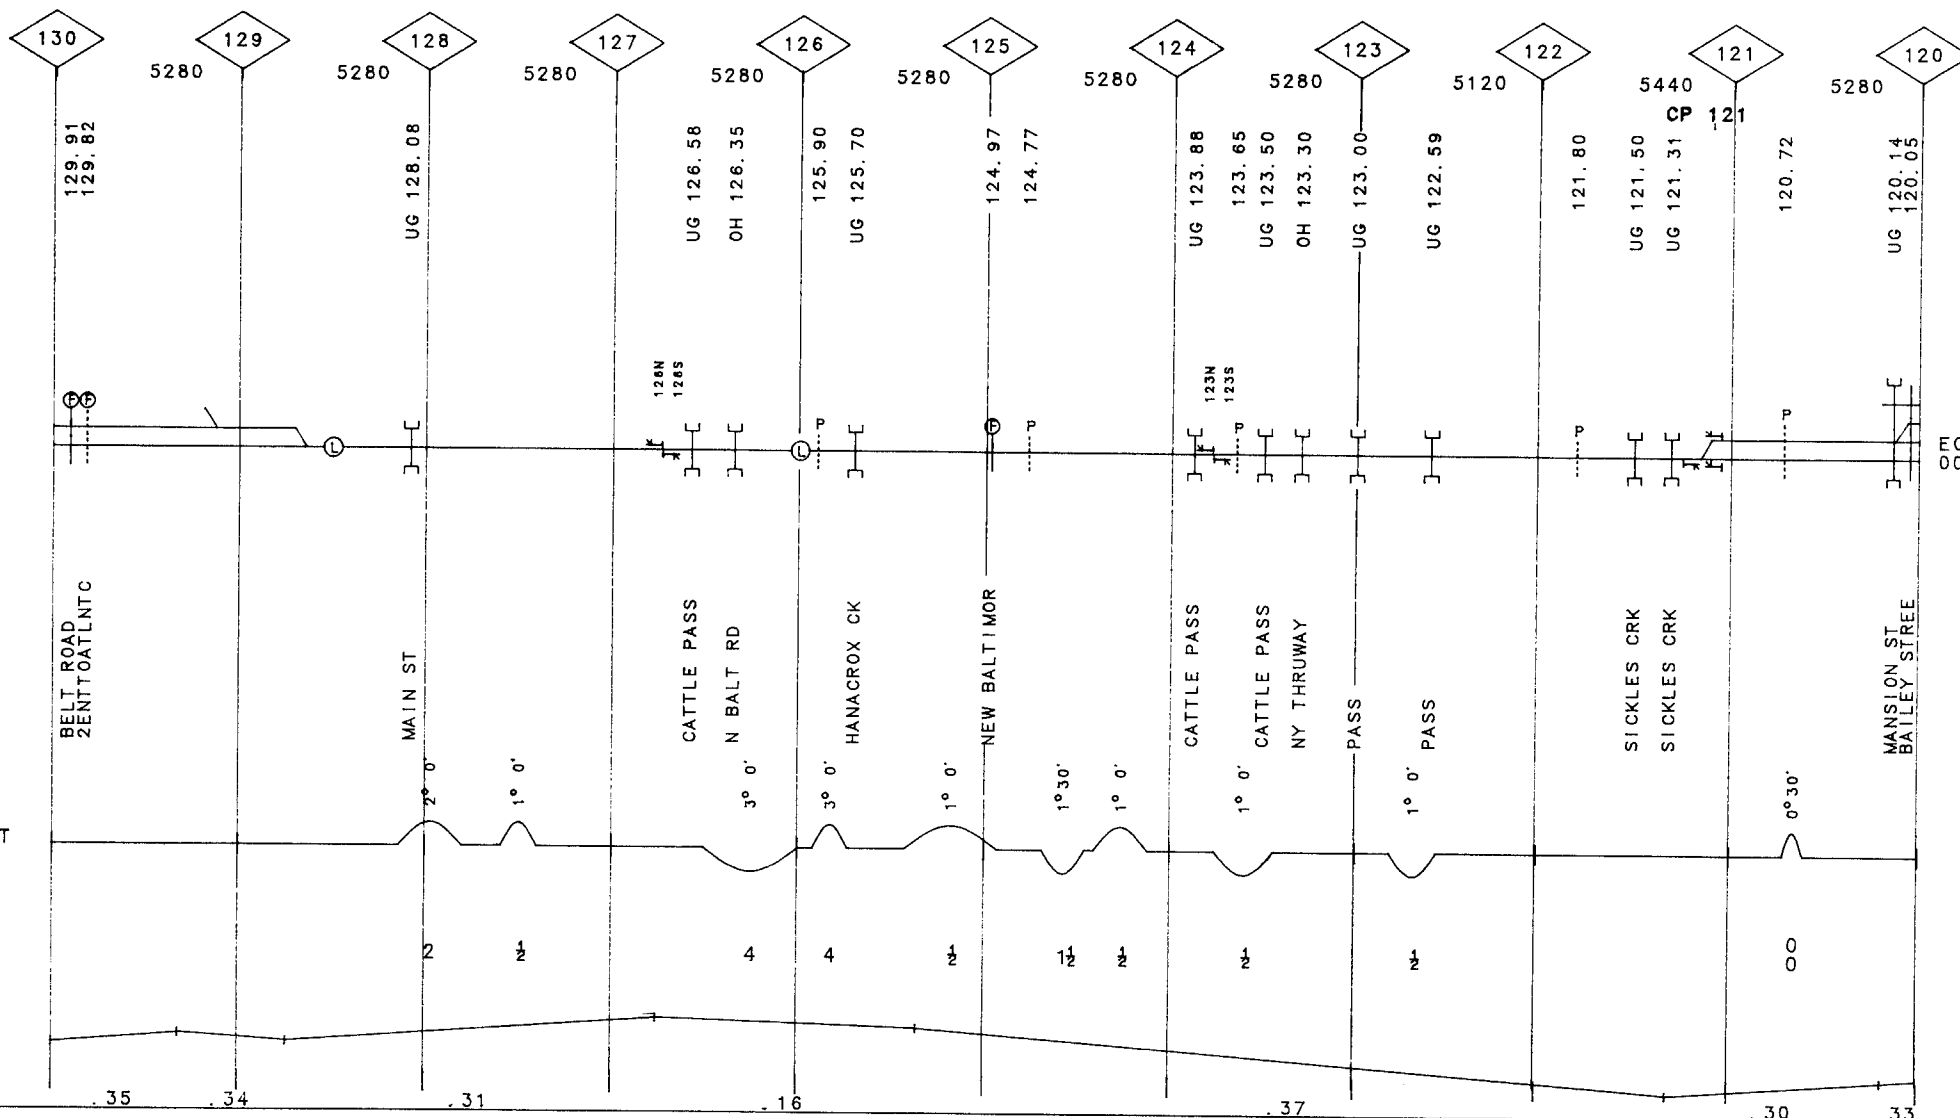 130
129
128
127
126
125
124
123
122
121
120
5280
5280
5280
5280
5280
5280
5280
5120
5440
5280
CP 121
129.91
129.82
UG 128.08
UG 126.58
OH 126.35
125.90
UG 125.70
124.97
124.77
UG 123.88
123.65
UG 123.50
OH 123.30
UG 123.00
UG 122.59
121.80
UG 121.50
UG 121.31
120.72
UG 120.14
120.05
123N
123S
F
F
L
L
P
F
P
P
P
P
BELT ROAD
2ENTTOATLNTC
MAIN ST
CATTLE PASS
N BALT RD
HANACROX CK
NEW BALTIMOR
CATTLE PASS
CATTLE PASS
NY THRUWAY
PASS
PASS
SICKLES CRK
SICKLES CRK
MANSION ST
BAILEY STREE
2° 0'
1° 0'
3° 0'
3° 0'
1° 0'
1°30'
1° 0'
1° 0'
1° 0'
0°30'
T
2
½
4
4
½
1½
½
½
½
0
0
.35
.34
.31
.16
.37
.30
33